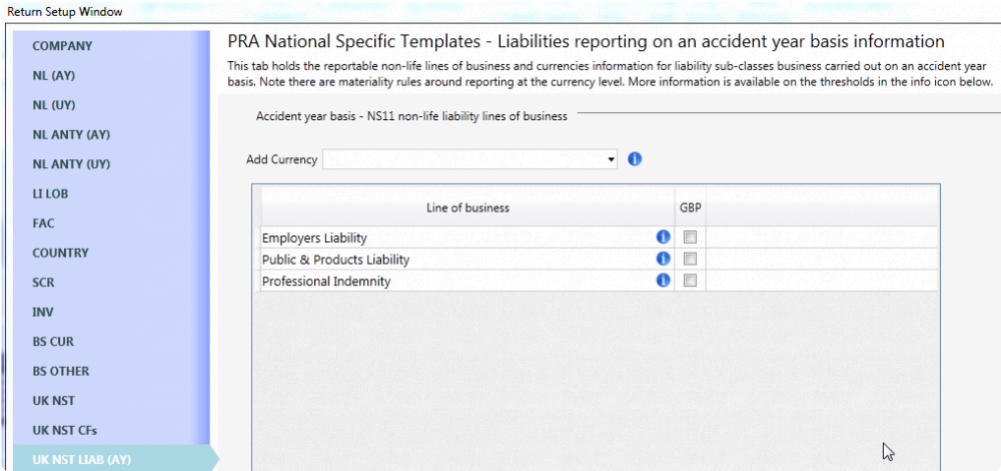 Return Setup Window
COMPANY
NL (AY)
NL (UY)
NL ANTY (AY)
NL ANTY (UY)
LI LOB
FAC
COUNTRY
SCR
INV
BS CUR
BS OTHER
UK NST
UK NST CFs
UK NST LIAB (AY)
PRA National Specific Templates - Liabilities reporting on an accident year basis information
This tab holds the reportable non-life lines of business and currencies information for liability sub-classes business carried out on an accident year
basis. Note there are materiality rules around reporting at the currency level. More information is available on the thresholds in the info icon below.
Accident year basis - NS11 non-life liability lines of business
Add Currency
Line of business GBP
Employers Liability
Public & Products Liability
Professional Indemnity